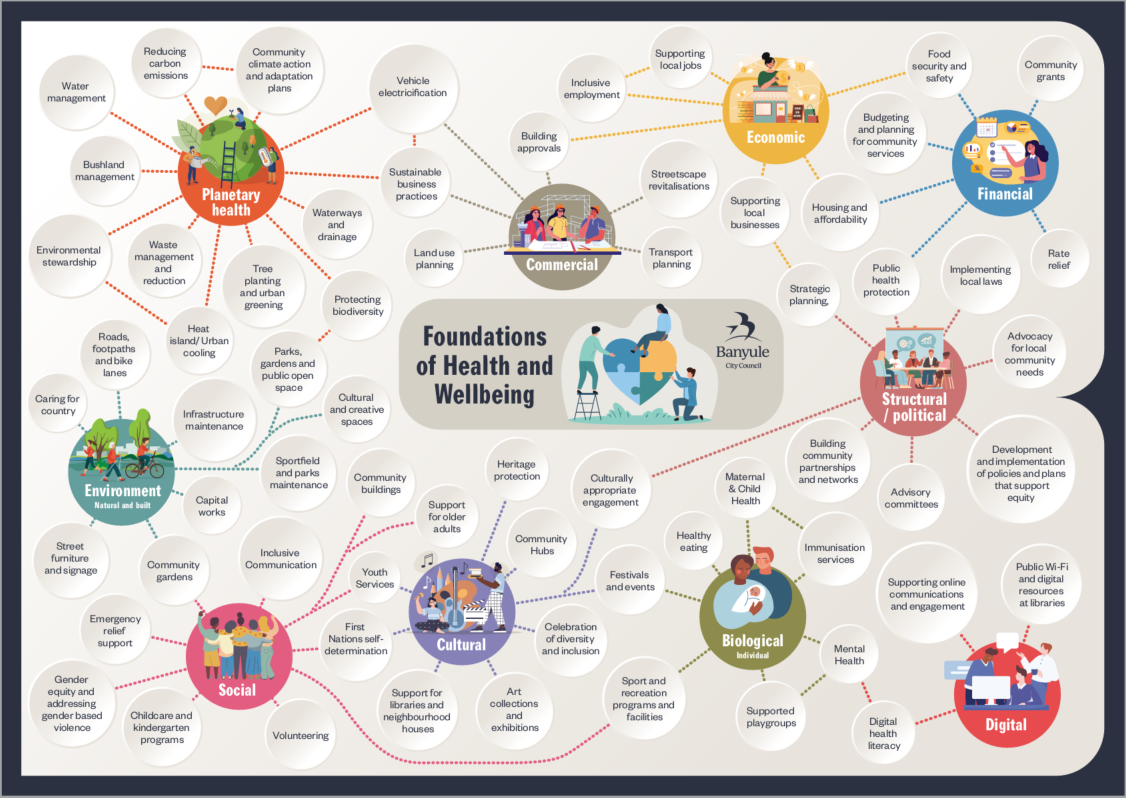 Reducing
carbon
emissions
Community
climate action
and adaptation
plans
Water
management
Vehicle
electricification
Bushland
management
Planetary
health
Sustainable
business
practices
Environmental
stewardship
Waste
management
and
reduction
Waterways
and
drainage
Tree
planting
and urban
greening
Protecting
biodiversity
Heat
island/ Urban
cooling
Supporting
local jobs
Inclusive
employment
Building
approvals
Economic
Food
security and
safety
Community
grants
Budgeting
and planning
for community
services
Financial
Streetscape
revitalisations
Supporting
local
businesses
Housing and
affordability
Land use
planning
Commercial
Transport
planning
Rate
relief
Strategic
planning,
Public
health
protection
Implementing
local laws
Foundations
of Health and
Wellbeing
Banyule
City Council
Advocacy
for local
community
needs
Structural
/ political
Roads,
footpaths
and bike
lanes
Parks,
gardens and
public open
space
Caring for
country
Infrastructure
maintenance
Cultural
and creative
spaces
Environment
Natural and built
Sportfield
and parks
maintenance
Capital
works
Community
buildings
Heritage
protection
Culturally
appropriate
engagement
Maternal
& Child
Health
Building
community
partnerships
and networks
Advisory
committees
Development
and implementation
of policies and plans
that support
equity
Street
furniture
and signage
Community
gardens
Inclusive
Communication
Support
for older
adults
Community
Hubs
Healthy
eating
Immunisation
services
Youth
Services
Festivals
and events
Supporting online
communications
and engagement
Public Wi-Fi
and digital
resources
at libraries
Emergency
relief
support
First
Nations self-
determination
Cultural
Celebration
of diversity
and inclusion
Biological
Individual
Mental
Health
Social
Gender
equity and
addressing
gender based
violence
Childcare and
kindergarten
programs
Volunteering
Support for
libraries and
neighbourhood
houses
Art
collections
and
exhibitions
Sport and
recreation
programs and
facilities
Supported
playgroups
Digital
health
literacy
Digital